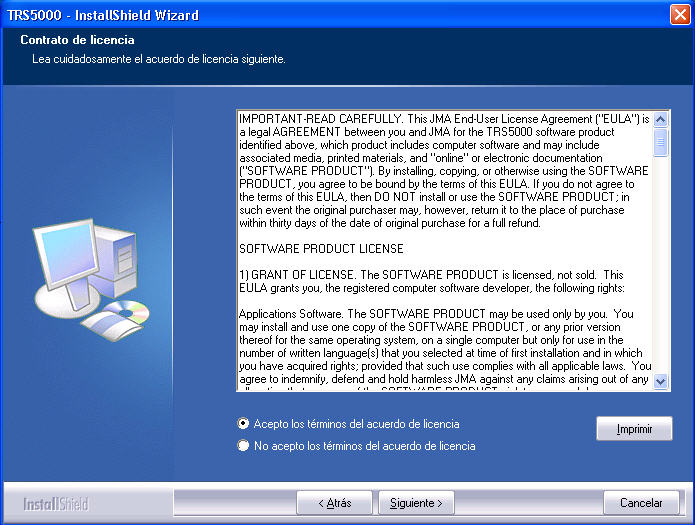 TRS5000 - InstallShield Wizard
Contrato de licencia
Lea cuidadosamente el acuerdo de licencia siguiente.
IMPORTANT-READ CAREFULLY. This JMA End-User License Agreement ("EULA") is
a legal AGREEMENT between you and JMA for the TRS5000 software product
identified above, which product includes computer software and may include
associated media, printed materials, and "online" or electronic documentation
("SOFTWARE PRODUCT"). By installing, copying, or otherwise using the SOFTWARE
PRODUCT, you agree to be bound by the terms of this EULA. If you do not agree to
the terms of this EULA, then DO NOT install or use the SOFTWARE PRODUCT; in
such event the original purchaser may, however, return it to the place of purchase
within thirty days of the date of original purchase for a full refund.
SOFTWARE PRODUCT LICENSE
1) GRANT OF LICENSE. The SOFTWARE PRODUCT is licensed, not sold. This
EULA grants you, the registered computer software developer, the following rights:
Applications Software. The SOFTWARE PRODUCT may be used only by you. You
may install and use one copy of the SOFTWARE PRODUCT, or any prior version
thereof for the same operating system, on a single computer but only for use in the
number of written language(s) that you selected at time of first installation and in which
you have acquired rights; provided that such use complies with all applicable laws. You
agree to indemnify, defend and hold harmless JMA against any claims arising out of any
Acepto los términos del acuerdo de licencia
No acepto los términos del acuerdo de licencia
Imprimir
InstallShield
< Atrás
Siguiente >
Cancelar